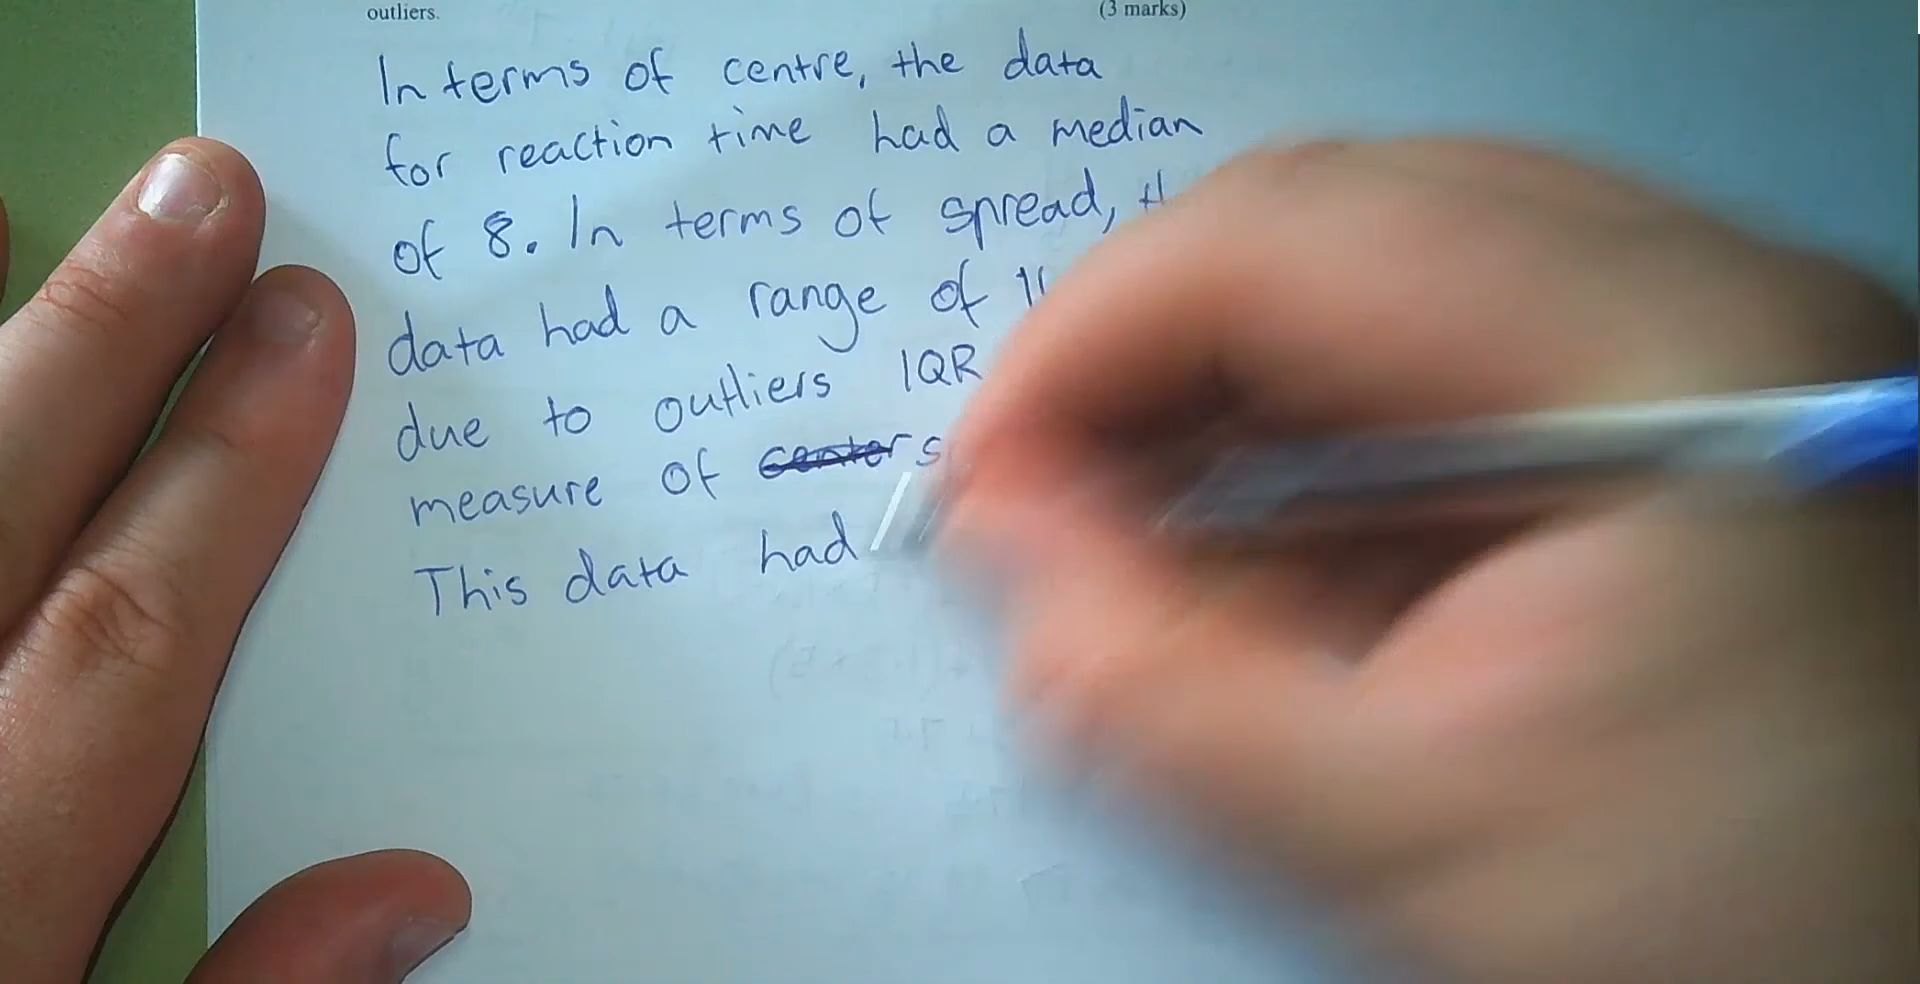 outliers. (3 marks)
In terms of centre, the data
for reaction time had a median
of 8. In terms of spread,
data had a range of
due to outliers IQR
measure of center
This data had